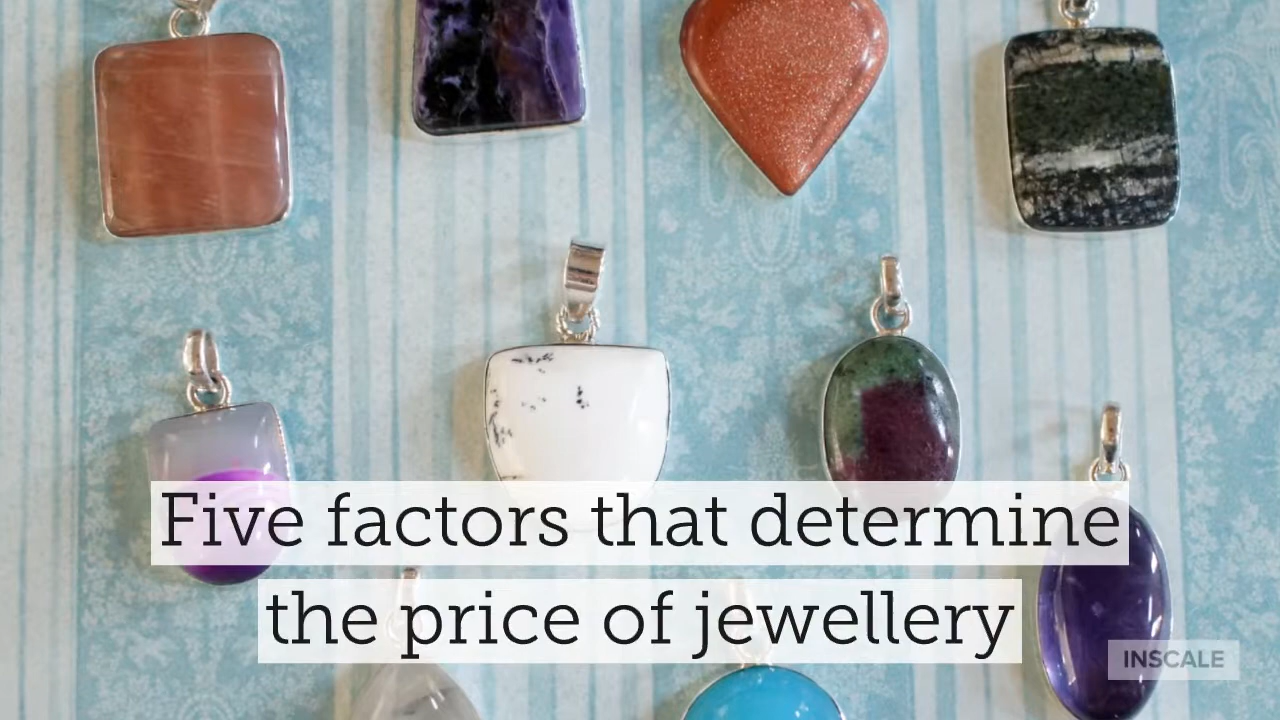 Five factors that determine
the price of jewellery
INSCALE